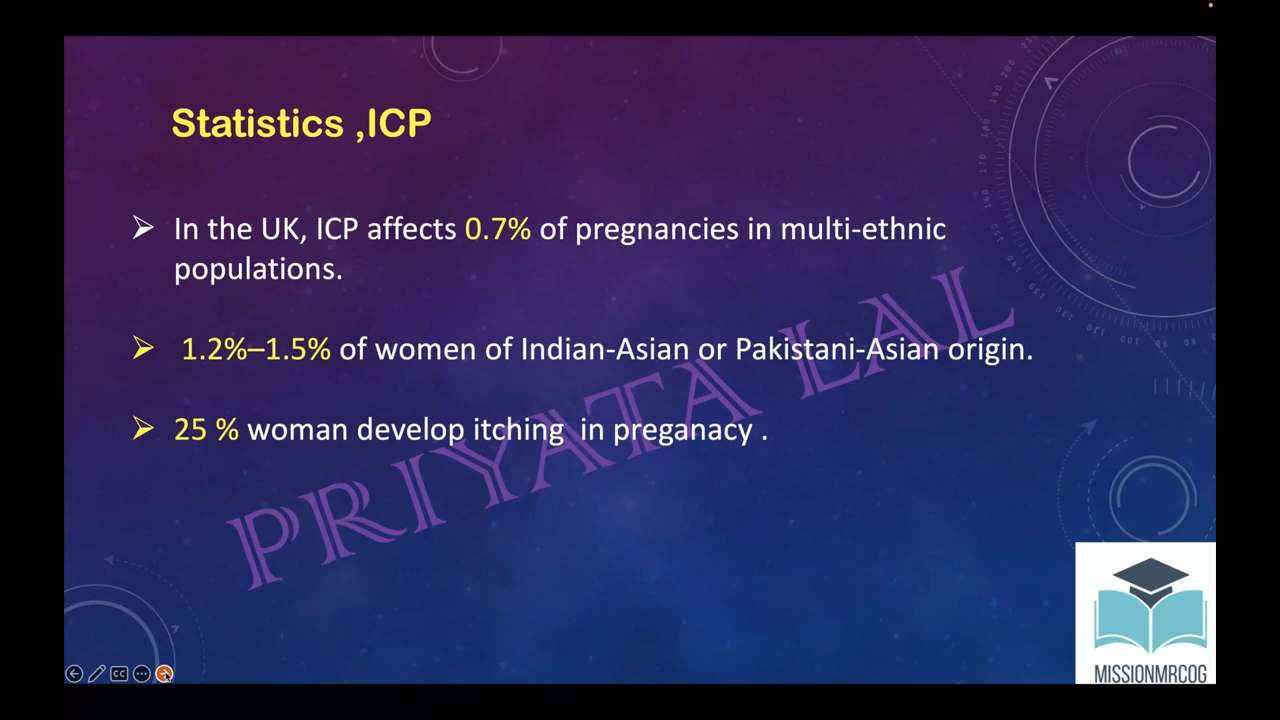 Statistics ,ICP
In the UK, ICP affects 0.7% of pregnancies in multi-ethnic
populations.
1.2%–1.5% of women of Indian-Asian or Pakistani-Asian origin.
25 % woman develop itching in preganacy .
PRIYATA LAL
MISSIONMRCOG
CC